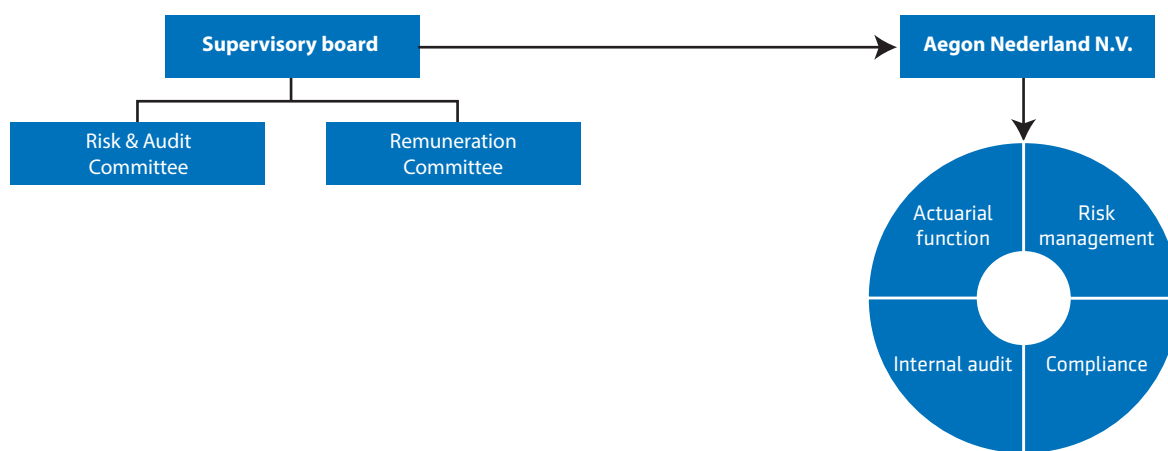 Supervisory board
Aegon Nederland N.V.
Risk & Audit
Committee
Remuneration
Committee
Actuarial
function
Risk
management
Internal audit
Compliance